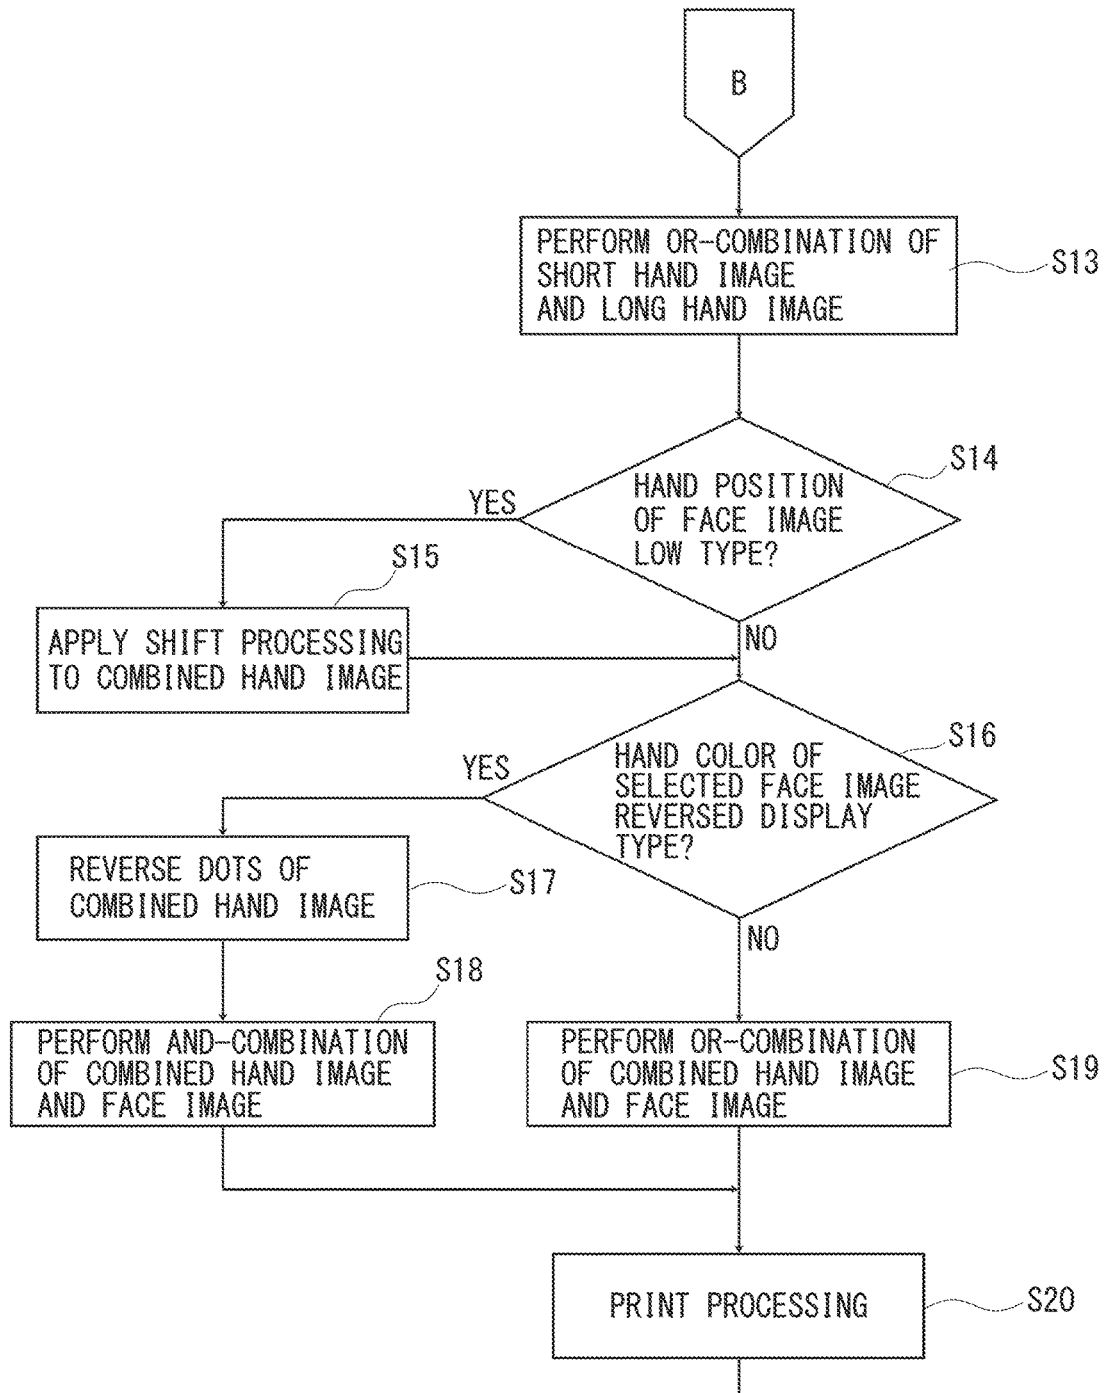 B
PERFORM OR-COMBINATION OF
SHORT HAND IMAGE
AND LONG HAND IMAGE
S13
HAND POSITION
OF FACE IMAGE
LOW TYPE?
S14
YES
NO
S15
APPLY SHIFT PROCESSING
TO COMBINED HAND IMAGE
HAND COLOR OF
SELECTED FACE IMAGE
REVERSED DISPLAY
TYPE?
S16
YES
NO
REVERSE DOTS OF
COMBINED HAND IMAGE
S17
S18
PERFORM AND-COMBINATION
OF COMBINED HAND IMAGE
AND FACE IMAGE
PERFORM OR-COMBINATION
OF COMBINED HAND IMAGE
AND FACE IMAGE
S19
PRINT PROCESSING
S20